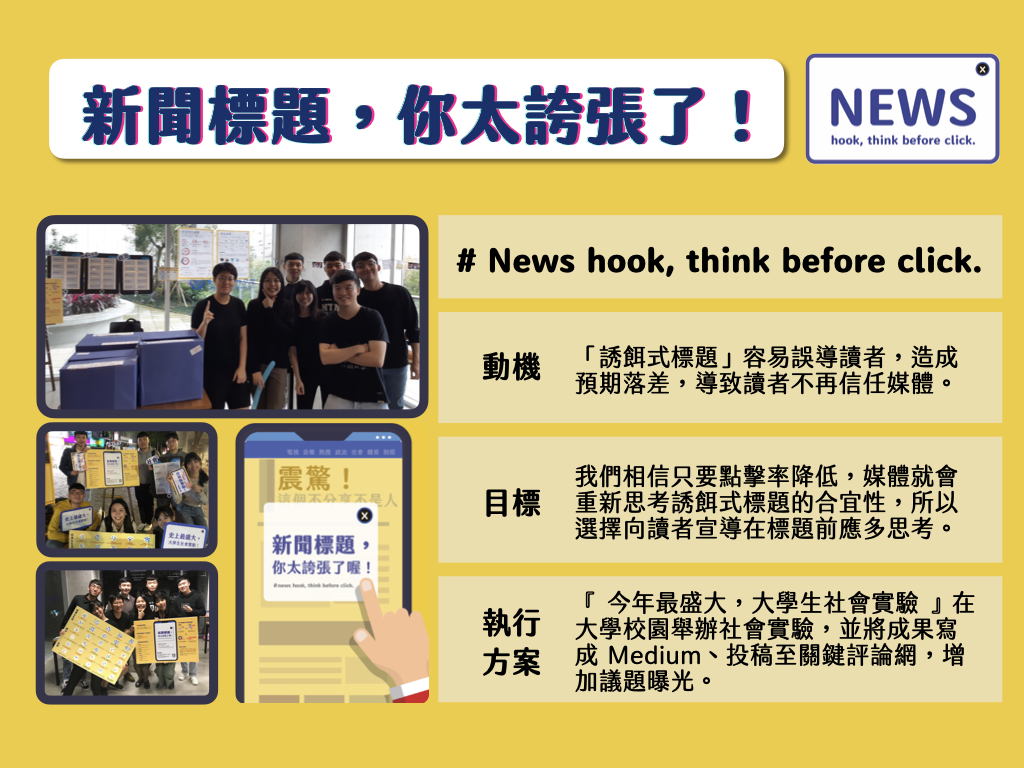 新聞標題，你太誇張了！
NEWS
hook, think before click.
# News hook, think before click.
動機
「誘餌式標題」容易誤導讀者，造成
預期落差，導致讀者不再信任媒體。
目標
我們相信只要點擊率降低，媒體就會
重新思考誘餌式標題的合宜性，所以
選擇向讀者宣導在標題前應多思考。
執行
方案
『 今年最盛大，大學生社會實驗 』在
大學校園舉辦社會實驗，並將成果寫
成 Medium、投稿至關鍵評論網，增
加議題曝光。
震驚！
這個不分享不是人
新聞標題，
你太誇張了喔！
#news hook, think before click.
史上最盛大，
大學生社會實驗！